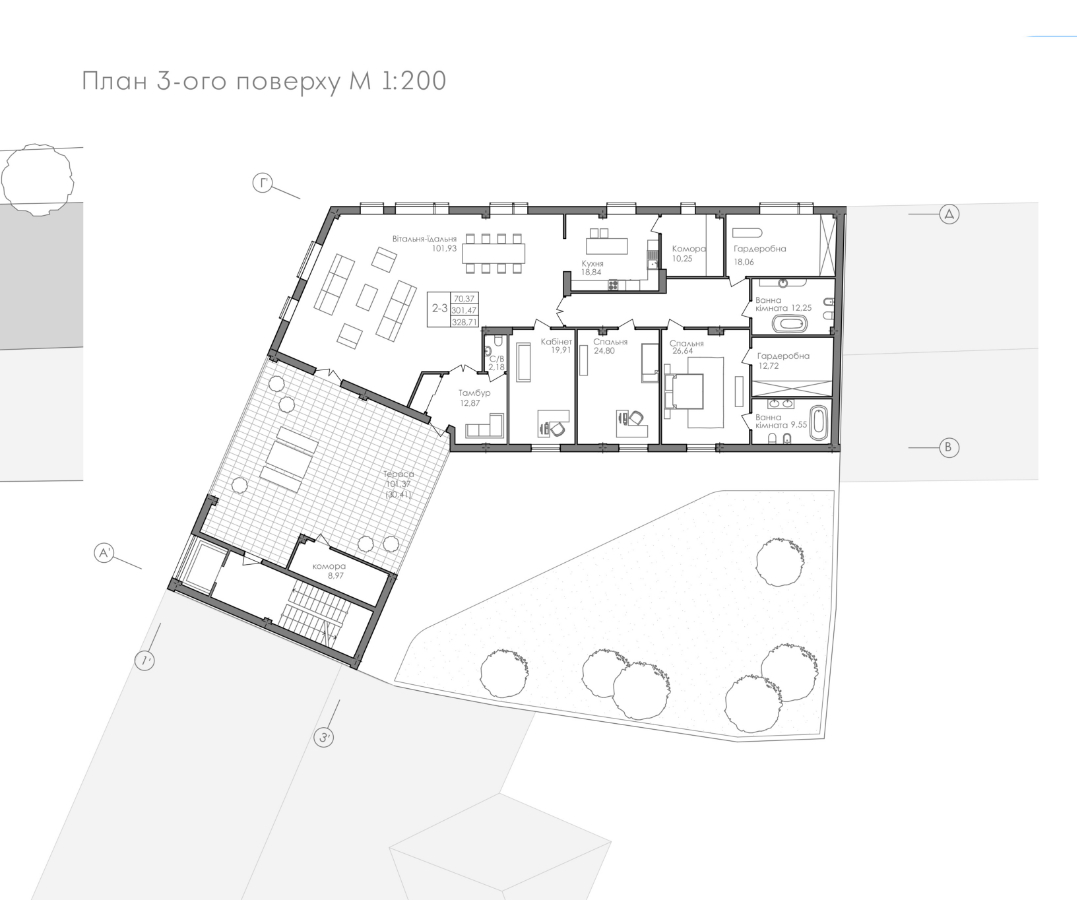 План 3-ого поверху М 1:200
Г'
Д
Вітальня-їдальня
101,93
Кухня
18,84
Комора
10,25
Гардеробна
18,06
2-3
70,37
301,47
328,71
Ванна
кімната 12,25
Кабінет
19,91
Спальня
24,80
Спальня
26,64
С/В
2,18
Гардеробна
12,72
Тамбур
12,87
Ванна
кімната 9,55
В
Тераса
101,37
(30,41)
А'
комора
8,97
1'
3'